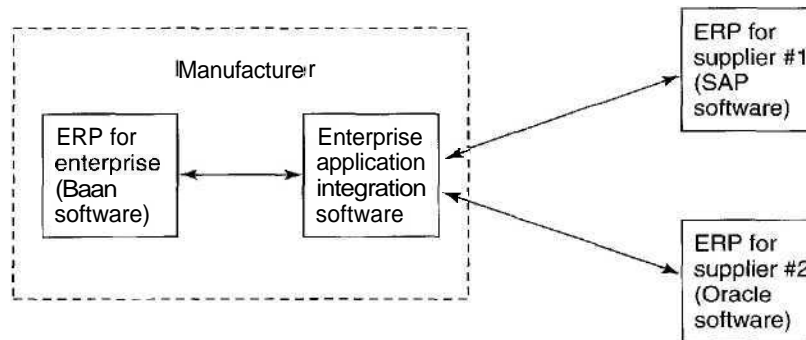 Manufacturer
ERP for
enterprise
(Baan
software)
Enterprise
application
integration
software
ERP for
supplier #1
(SAP
software)
ERP for
supplier #2
(Oracle
software)